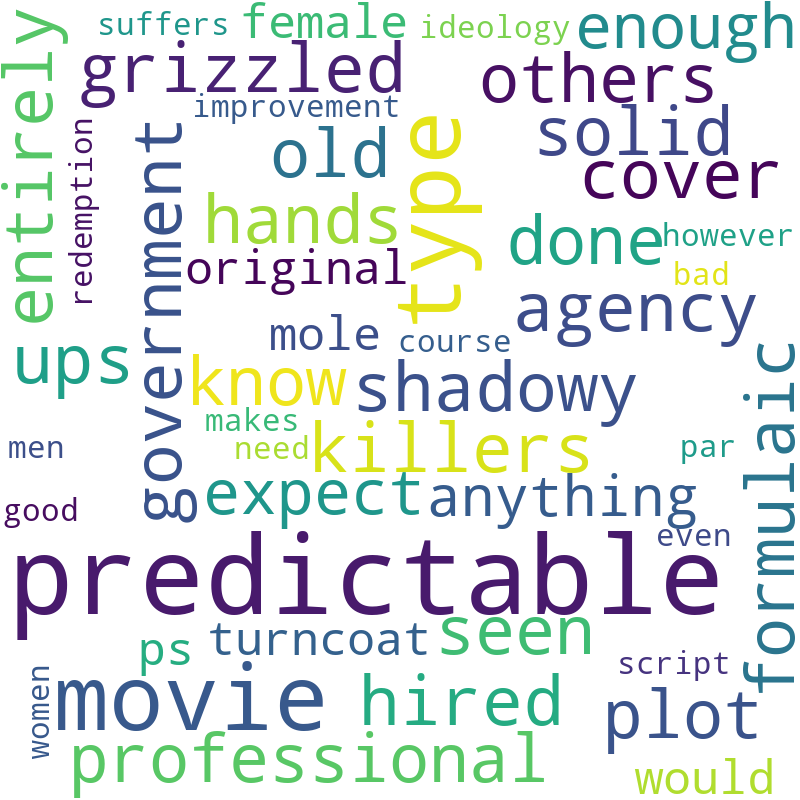 suffers
female
ideology
enough
entirely
grizzled
others
improvement
redemption
government
old
type
solid
cover
hands
done
however
original
bad
agency
mole
course
ups
know
shadowy
formulaic
makes
men
need
killers
par
good
expect
anything
even
predictable
seen
ps
turncoat
script
women
movie
hired
plot
professional
would